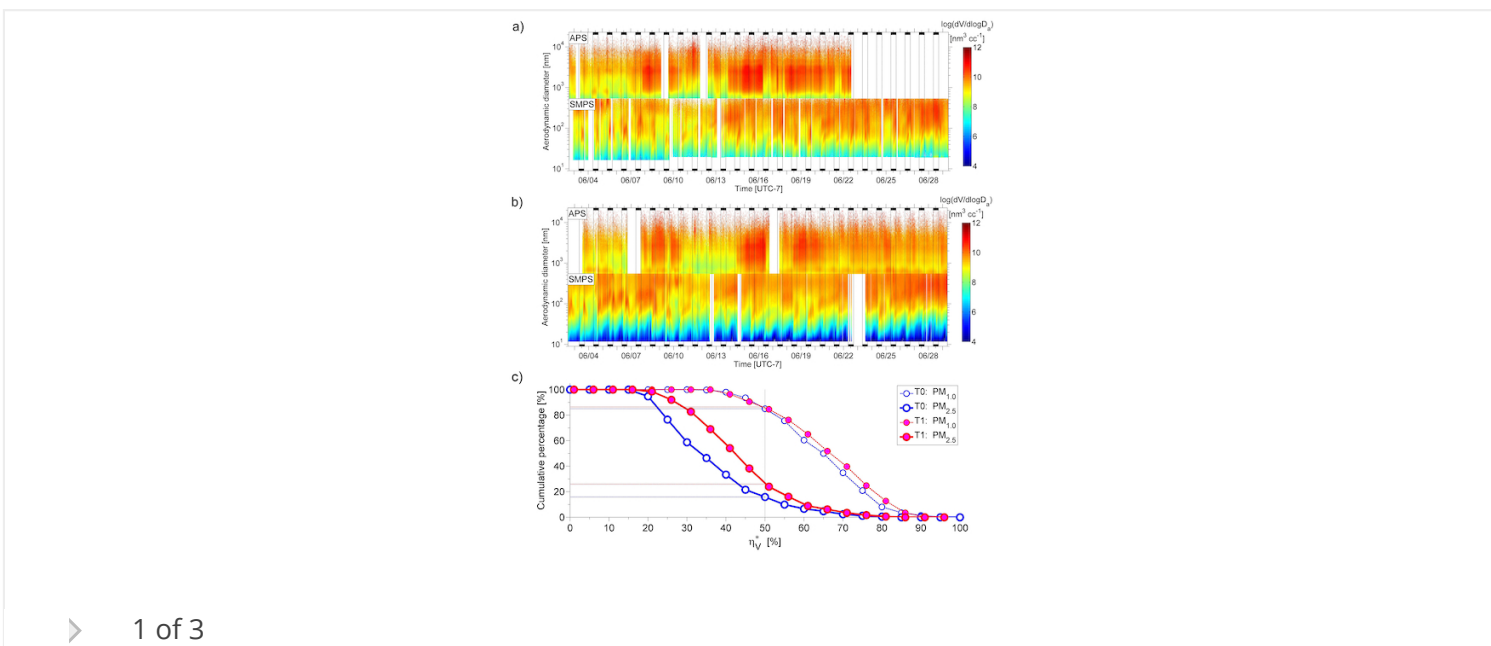 a)
log(dV/dlogDa)
[nm3 cc-1]
APS
SMPS
Aerodynamic diameter [nm]
104
103
102
101
12
10
8
6
4
06/04 06/07 06/10 06/13 06/16 06/19 06/22 06/25 06/28
Time [UTC-7]
b)
log(dV/dlogDa)
[nm3 cc-1]
APS
SMPS
Aerodynamic diameter [nm]
104
103
102
101
12
10
8
6
4
06/04 06/07 06/10 06/13 06/16 06/19 06/22 06/25 06/28
Time [UTC-7]
c)
Cumulative percentage [%]
100
80
60
40
20
0
T0: PM1.0
T0: PM2.5
T1: PM1.0
T1: PM2.5
0 10 20 30 40 50 60 70 80 90 100
η*V [%]
1 of 3